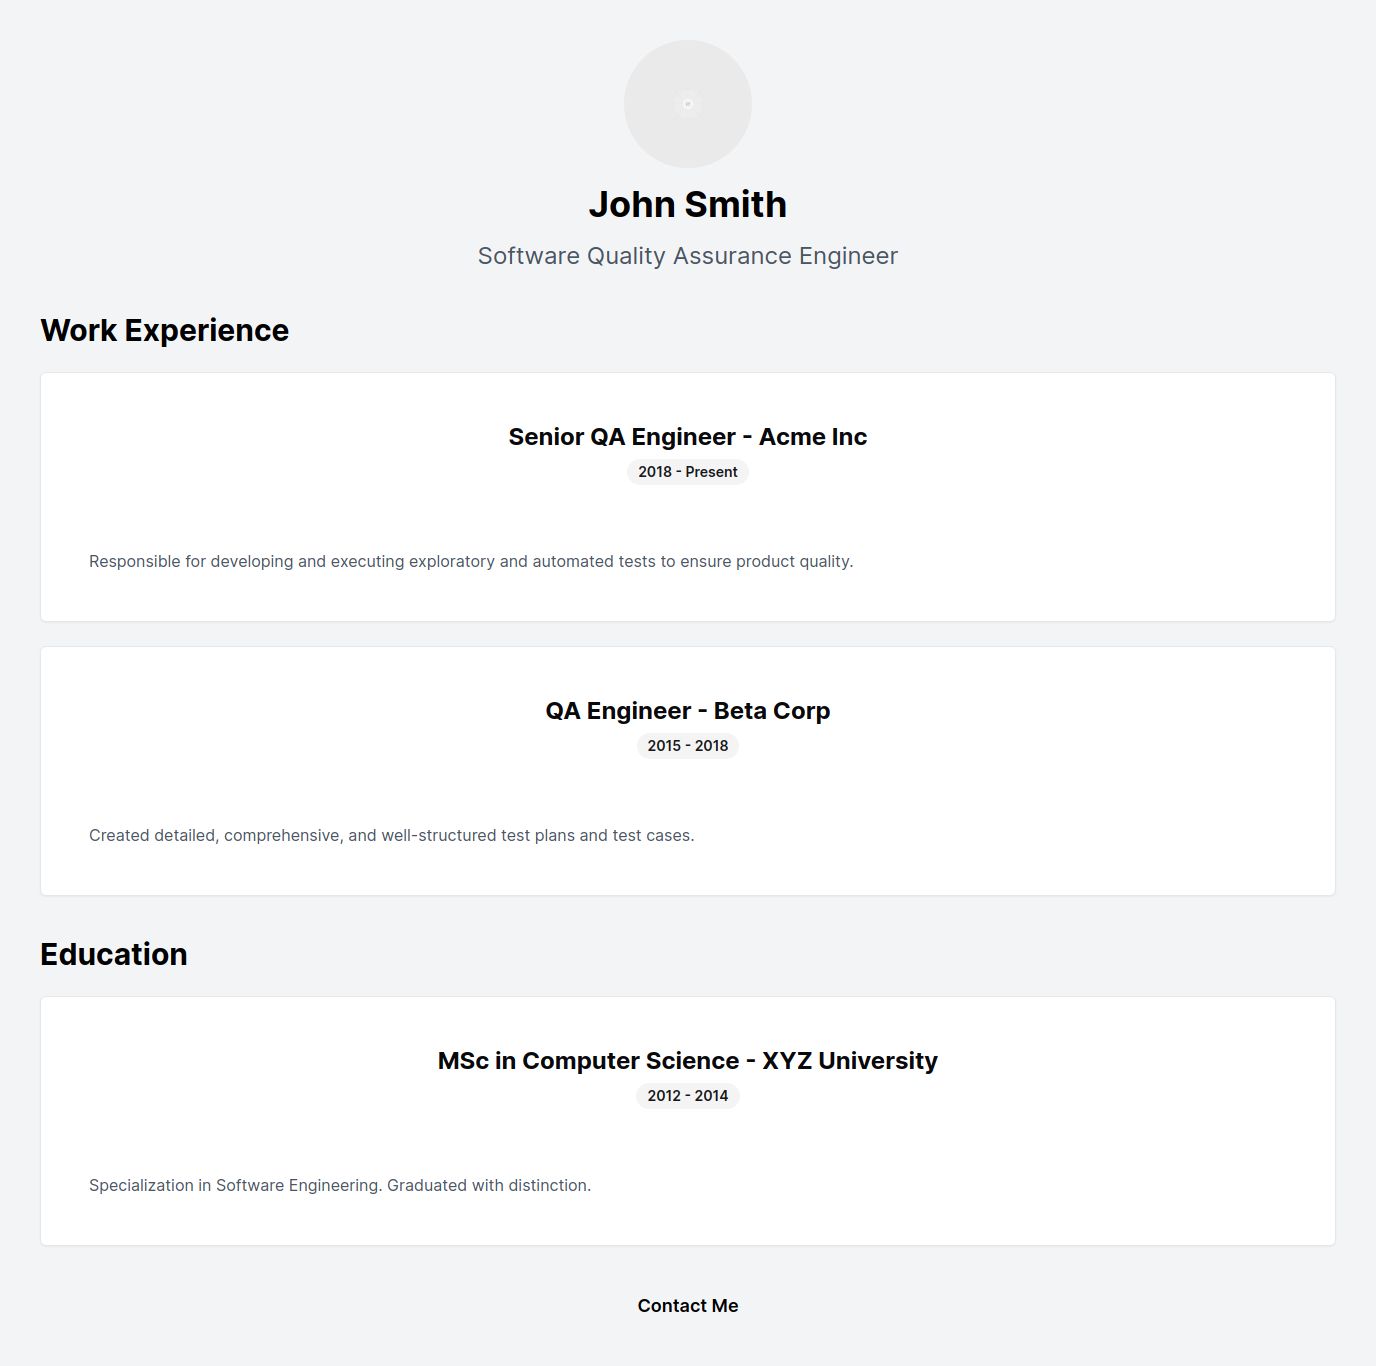 John Smith
Software Quality Assurance Engineer
Work Experience
Senior QA Engineer - Acme Inc
2018 - Present
Responsible for developing and executing exploratory and automated tests to ensure product quality.
QA Engineer - Beta Corp
2015 - 2018
Created detailed, comprehensive, and well-structured test plans and test cases.
Education
MSc in Computer Science - XYZ University
2012 - 2014
Specialization in Software Engineering. Graduated with distinction.
Contact Me